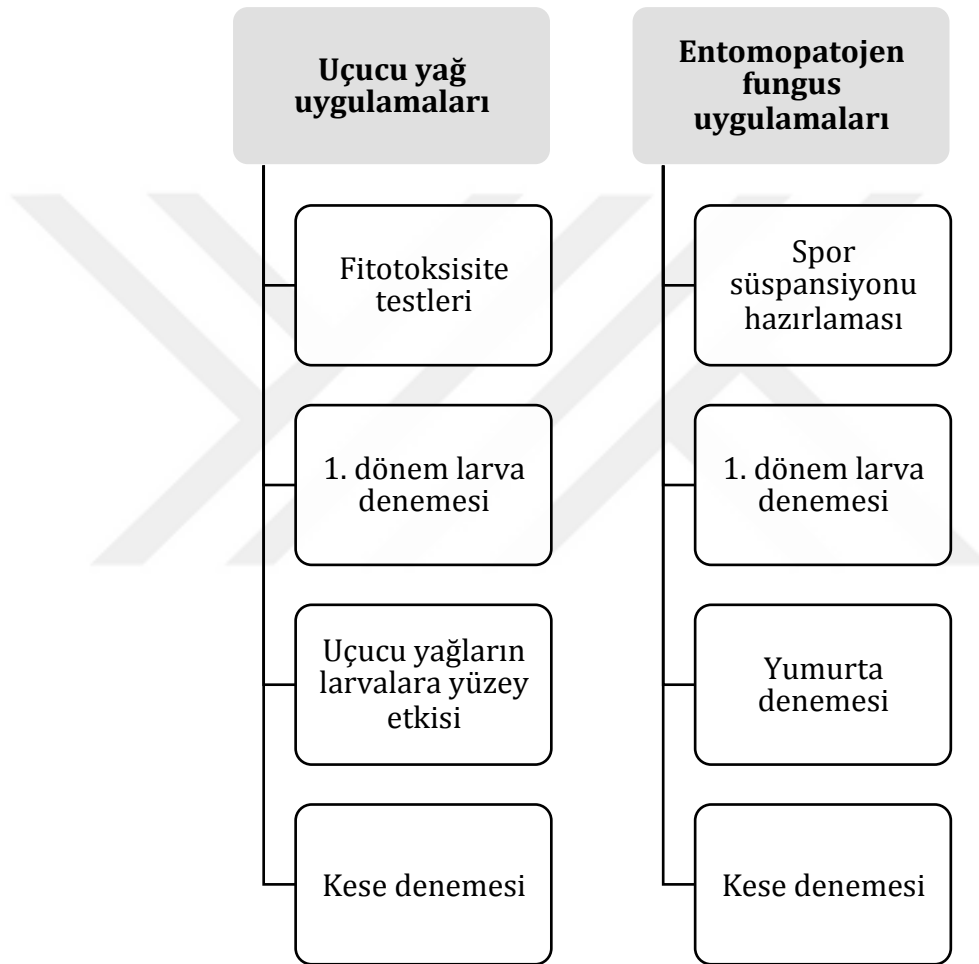 Uçucu yağ
uygulamaları
Fitotoksisite
testleri
1. dönem larva
denemesi
Uçucu yağların
larvalara yüzey
etkisi
Kese denemesi
Entomopatojen
fungus
uygulamaları
Spor
süspansiyonu
hazırlaması
1. dönem larva
denemesi
Yumurta
denemesi
Kese denemesi